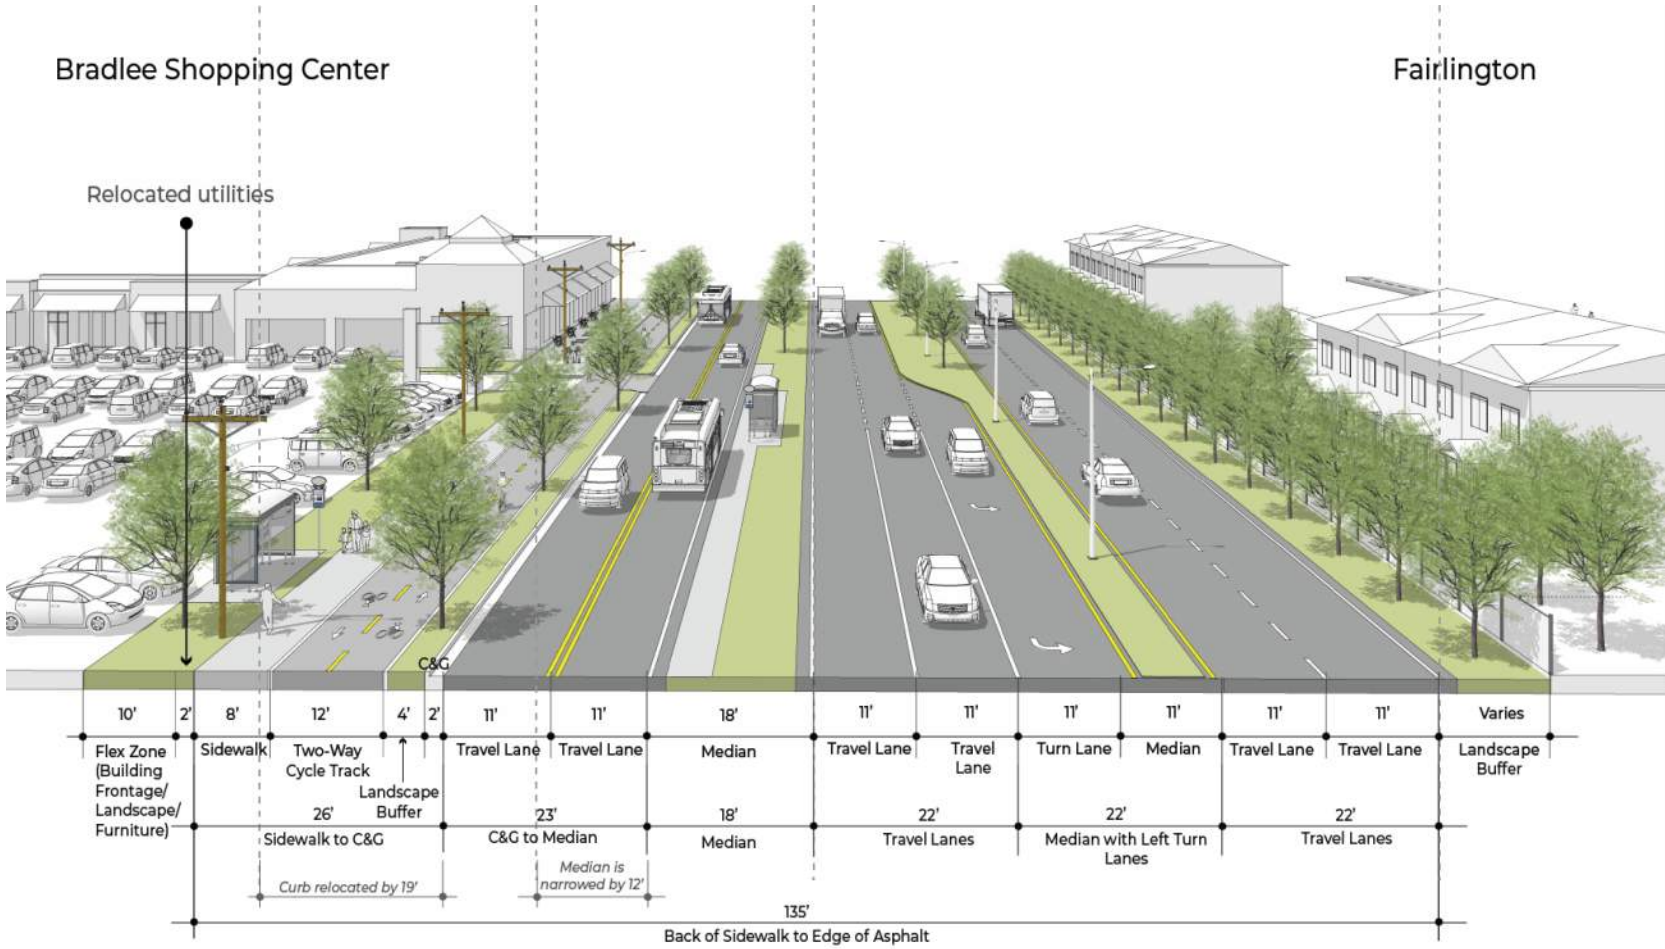 Bradlee Shopping Center
Fairlington
Relocated utilities
C&G
10'
2'
8'
12'
4'
2'
11'
11'
18'
11'
11'
11'
11'
11'
11'
Varies
Flex Zone
(Building
Frontage/
Landscape/
Furniture)
Sidewalk
Two-Way
Cycle Track
Landscape
Buffer
Travel Lane
Travel Lane
Median
Travel Lane
Travel
Lane
Turn Lane
Median
Travel Lane
Travel Lane
Landscape
Buffer
26'
Sidewalk to C&G
23'
C&G to Median
18'
Median
22'
Travel Lanes
22'
Median with Left Turn
Lanes
22'
Travel Lanes
Curb relocated by 19'
Median is
narrowed by 12'
135'
Back of Sidewalk to Edge of Asphalt